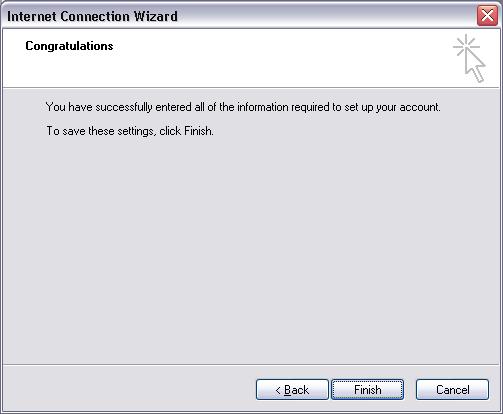 Internet Connection Wizard
Congratulations
You have successfully entered all of the information required to set up your account.
To save these settings, click Finish.
< Back Finish Cancel